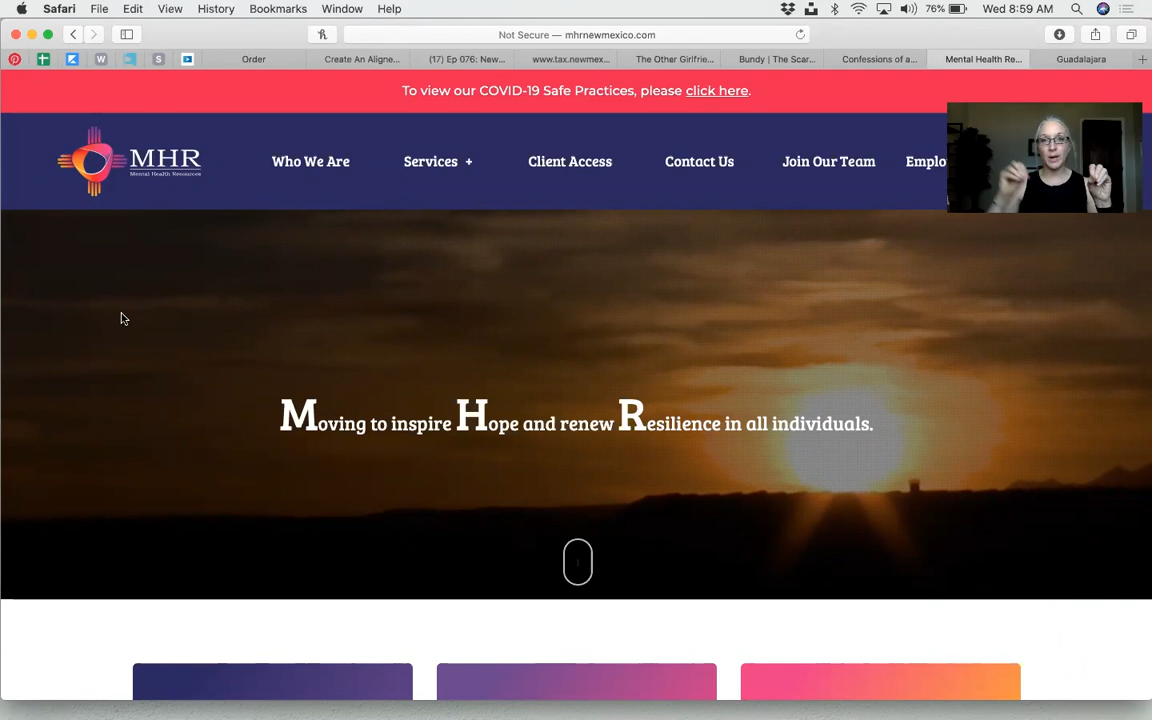 Safari File Edit View History Bookmarks Window Help 76% Wed 8:59 AM
Not Secure — mhrnewmexico.com
W S Order Create An Aligne... (17) Ep 076: New... www.tax.newmex... The Other Girlfrie... Bundy | The Scar... Confessions of a... Mental Health Re... Guadalajara
To view our COVID-19 Safe Practices, please click here.
MHR
Mental Health Resources
Who We Are Services + Client Access Contact Us Join Our Team Emplo
Moving to inspire Hope and renew Resilience in all individuals.